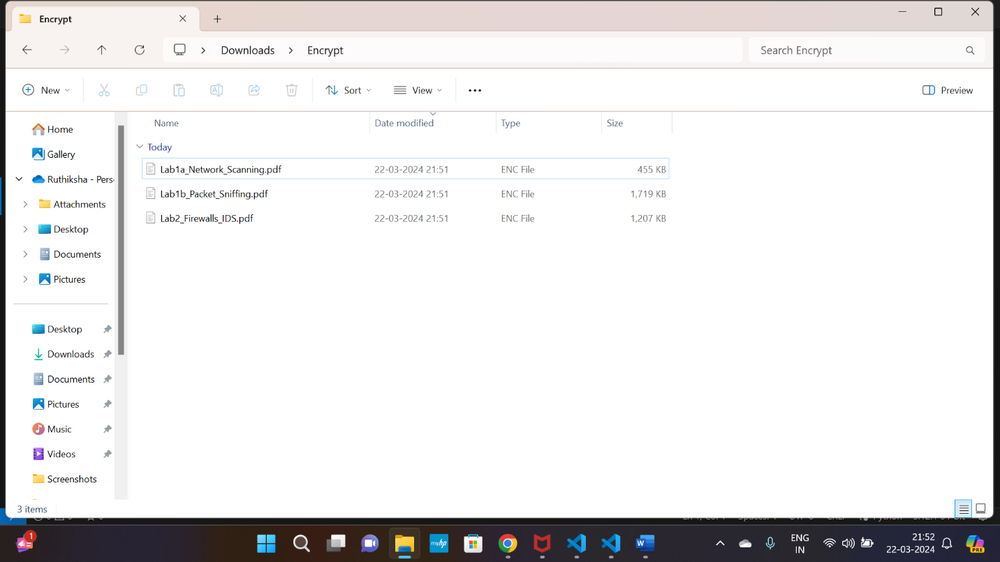 Encrypt
Downloads > Encrypt
Search Encrypt
New
Sort
View
Preview
Name Date modified Type Size
Today
Lab1a_Network_Scanning.pdf 22-03-2024 21:51 ENC File 455 KB
Lab1b_Packet_Sniffing.pdf 22-03-2024 21:51 ENC File 1,719 KB
Lab2_Firewalls_IDS.pdf 22-03-2024 21:51 ENC File 1,207 KB
Home
Gallery
Ruthiksha - Pers
Attachments
Desktop
Documents
Pictures
Desktop
Downloads
Documents
Pictures
Music
Videos
Screenshots
3 items
1
myhp
W
ENG
IN
21:52
22-03-2024
PRE